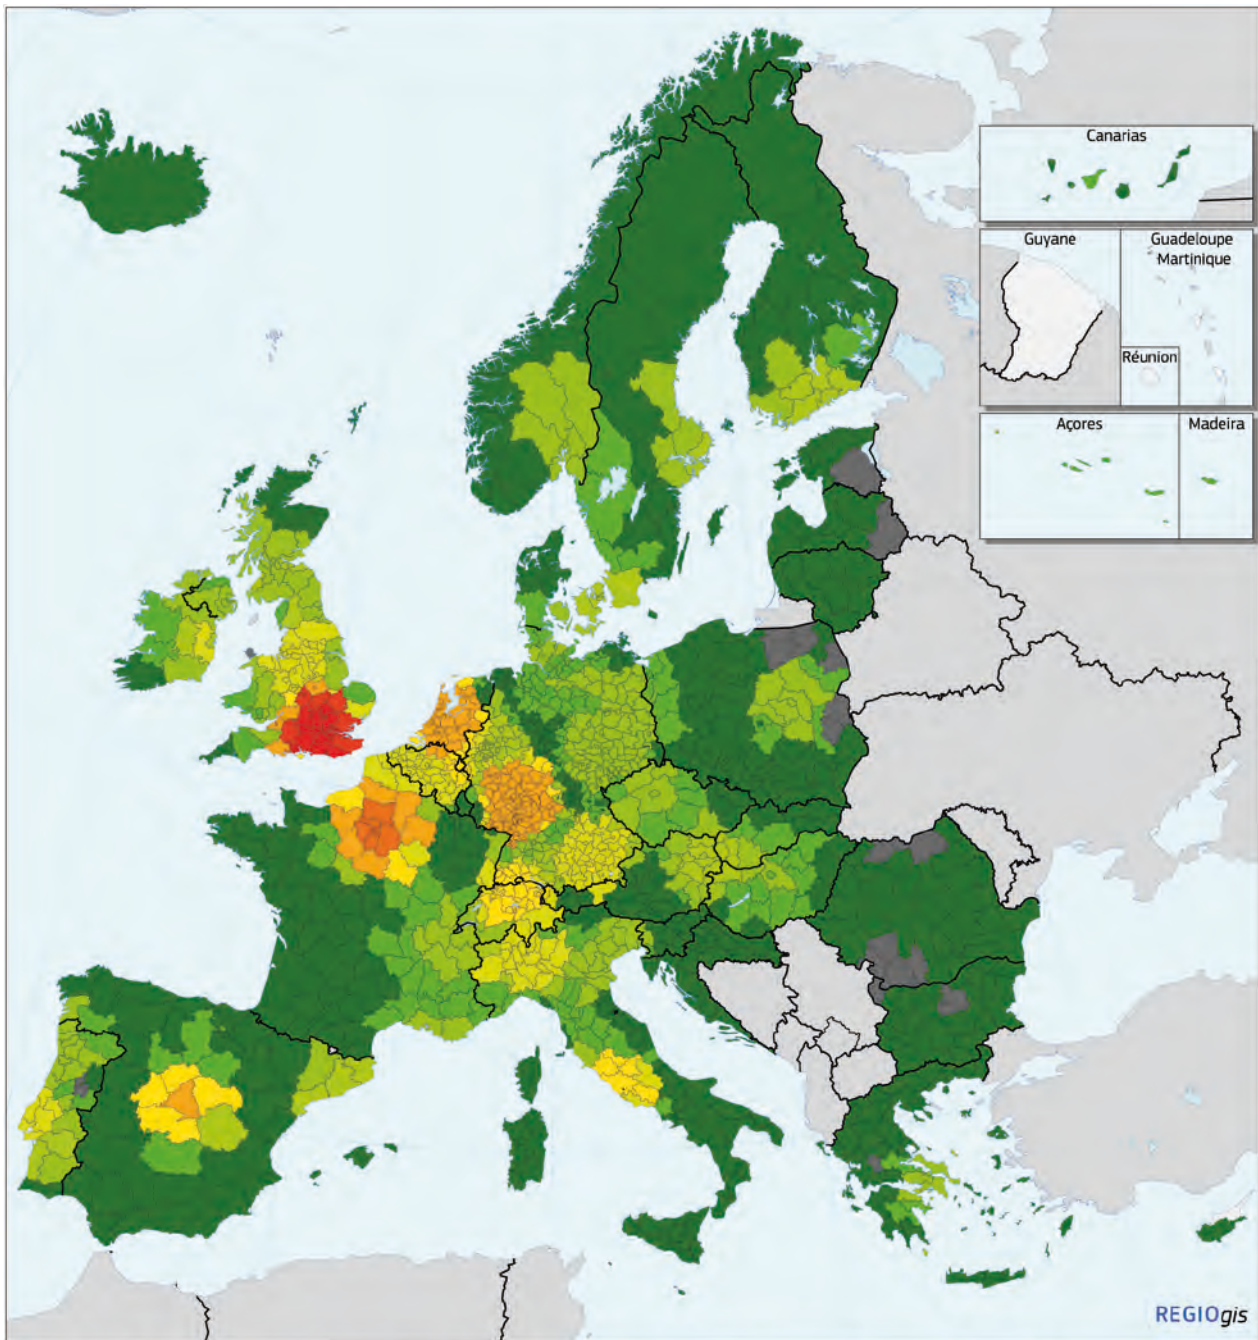 Canarias
Guyane
Guadeloupe
Martinique
Réunion
Açores
Madeira
REGIOgis